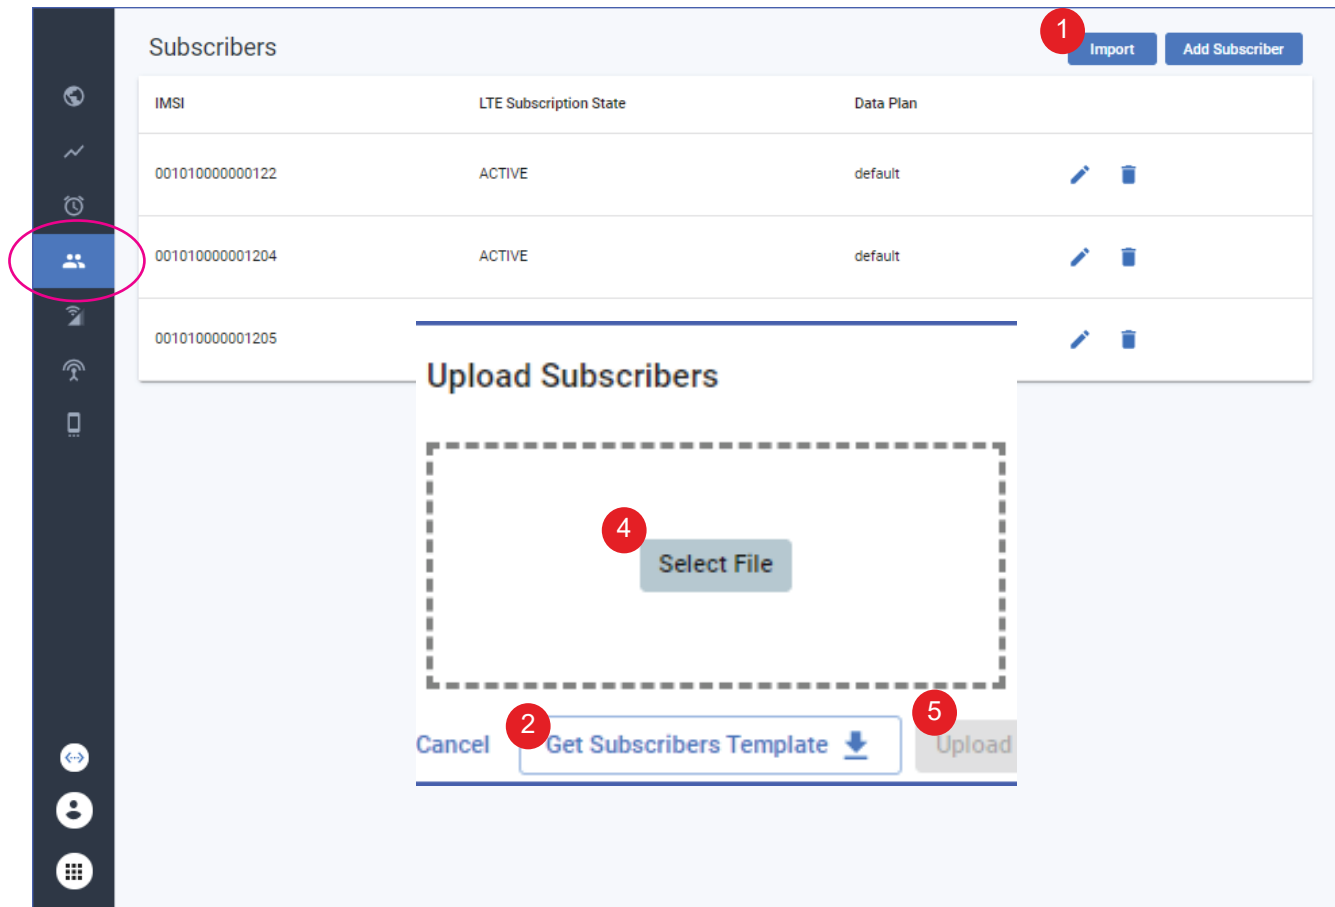 Subscribers
1
Import
Add Subscriber
IMSI
LTE Subscription State
Data Plan
001010000000122
ACTIVE
default
001010000001204
ACTIVE
default
001010000001205
Upload Subscribers
4
Select File
Cancel
2
Get Subscribers Template
5
Upload